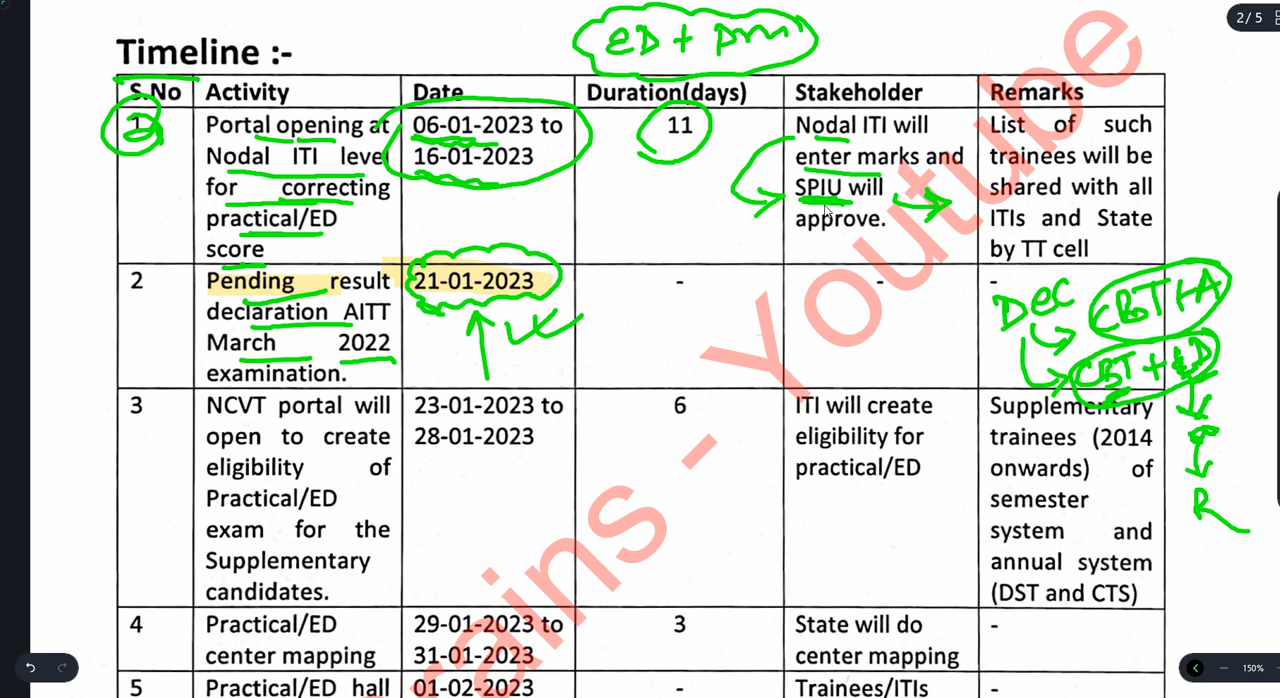 2/5
ED + Pra
Timeline :-
S.No Activity Date Duration(days) Stakeholder Remarks
1 Portal opening at Nodal ITI level for correcting practical/ED score
06-01-2023 to
16-01-2023
11
Nodal ITI will
enter marks and
SPIU will
approve.
List of such
trainees will be
shared with all
ITIs and State
by TT cell
2
Pending result
declaration AITT
March 2022
examination.
21-01-2023
-
-
-
Dec
CBT+A
CBT + ED
R
3
NCVT portal will
open to create
eligibility of
Practical/ED
exam for the
Supplementary
candidates.
23-01-2023 to
28-01-2023
6
ITI will create
eligibility for
practical/ED
Supplementary
trainees (2014
onwards) of
semester
system and
annual system
(DST and CTS)
4
Practical/ED
center mapping
29-01-2023 to
31-01-2023
3
State will do
center mapping
-
5 Practical/ED hall 01-02-2023 - Trainees/ITIs -
rains - Youtube
150%